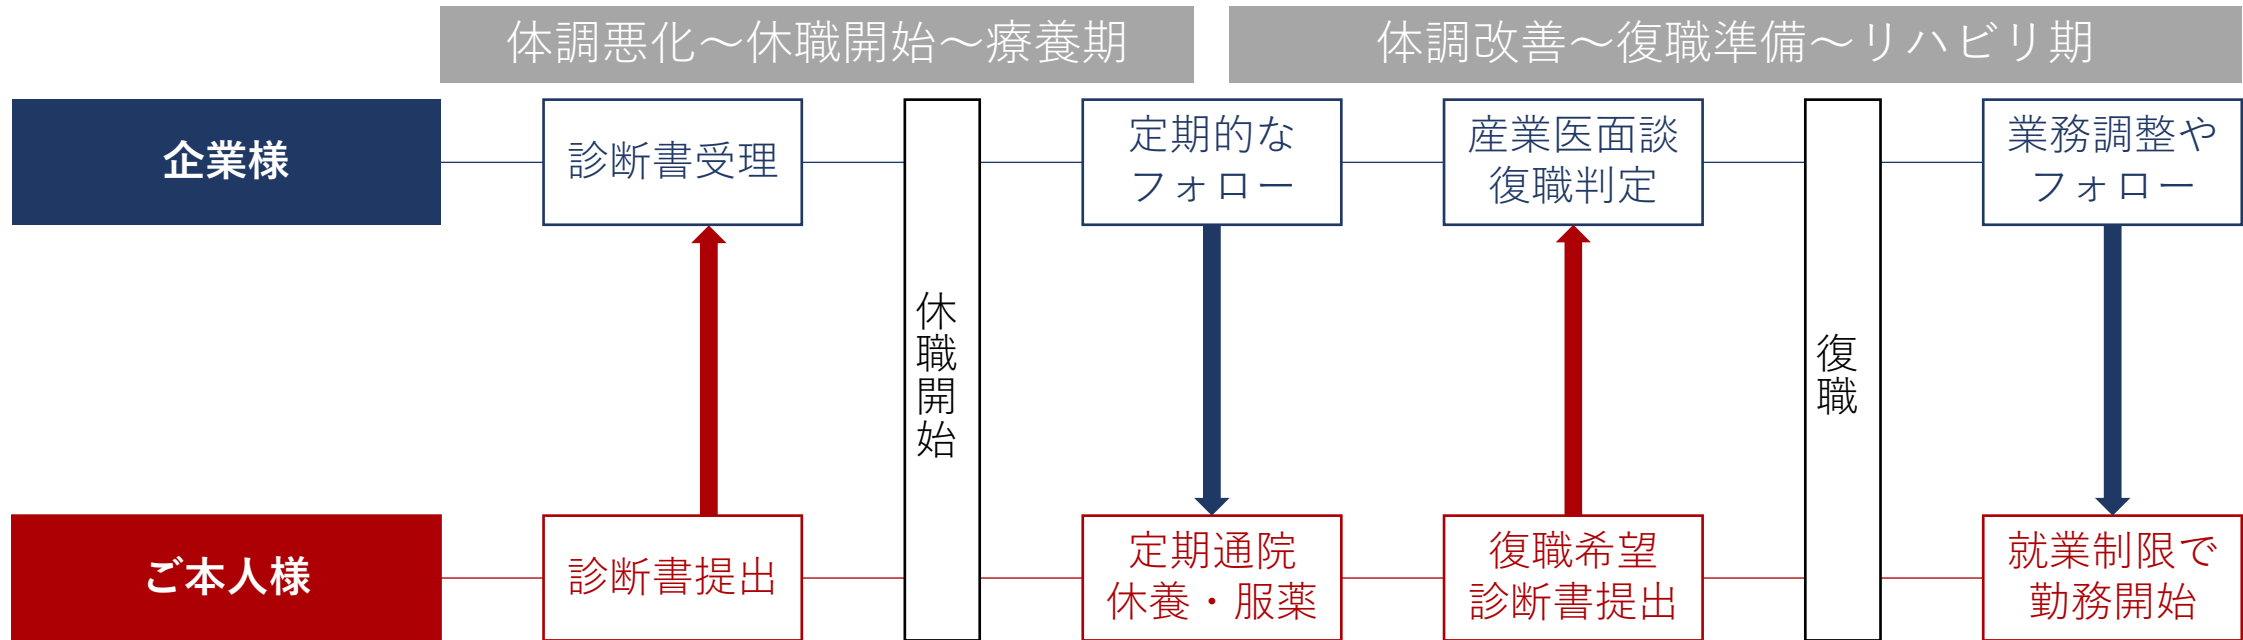 体調悪化～休職開始～療養期
体調改善～復職準備～リハビリ期
企業様
診断書受理
定期的な
フォロー
産業医面談
復職判定
業務調整や
フォロー
休職開始
復職
ご本人様
診断書提出
定期通院
休養・服薬
復職希望
診断書提出
就業制限で
勤務開始